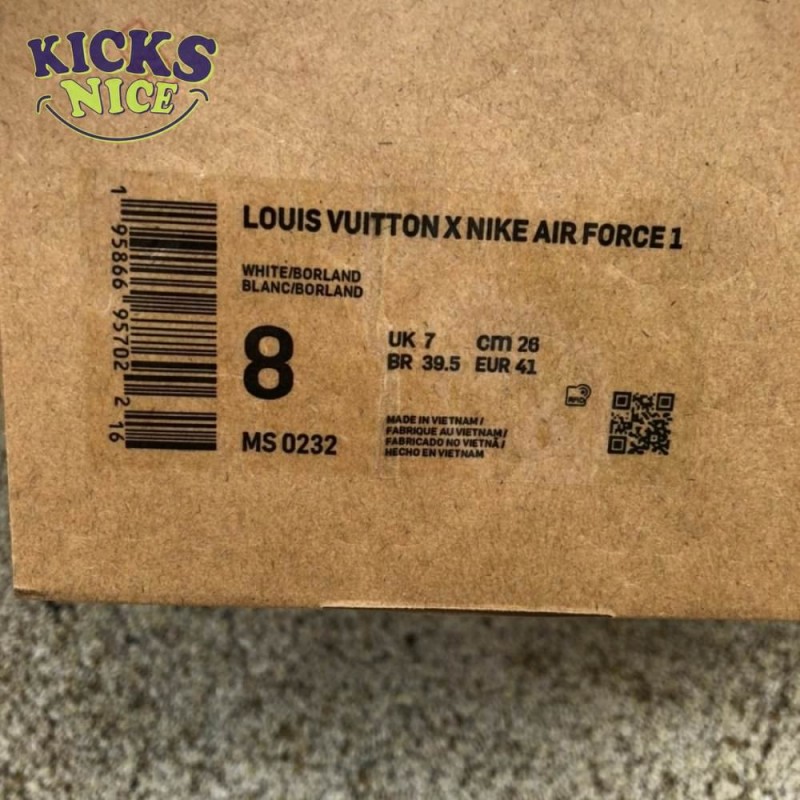 KICKS
NICE
LOUIS VUITTON X NIKE AIR FORCE 1
WHITE/BORLAND
BLANC/BORLAND
8
UK 7 cm 26
BR 39.5 EUR 41
MS 0232
MADE IN VIETNAM /
FABRIQUE AU VIETNAM /
FABRICADO NO VIETNÃ /
HECHO EN VIETNAM
RFID
1 95866 95702 2 16